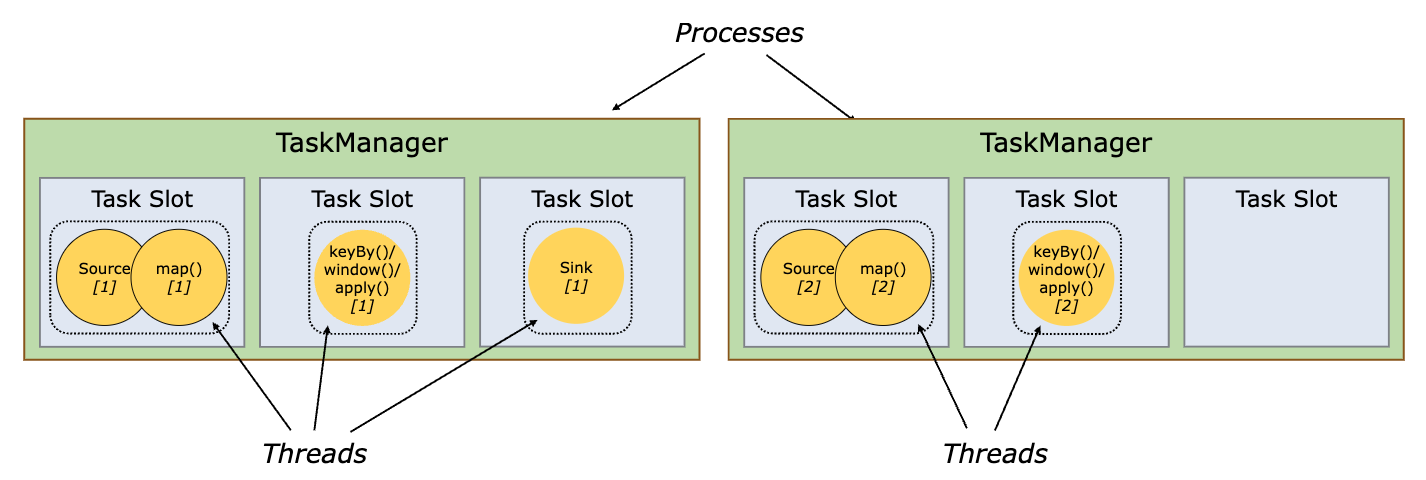 Processes
TaskManager
Task Slot
Source
[1]
map()
[1]
Task Slot
keyBy()/
window()/
apply()
[1]
Task Slot
Sink
[1]
Threads
TaskManager
Task Slot
Source
[2]
map()
[2]
Task Slot
keyBy()/
window()/
apply()
[2]
Task Slot
Threads